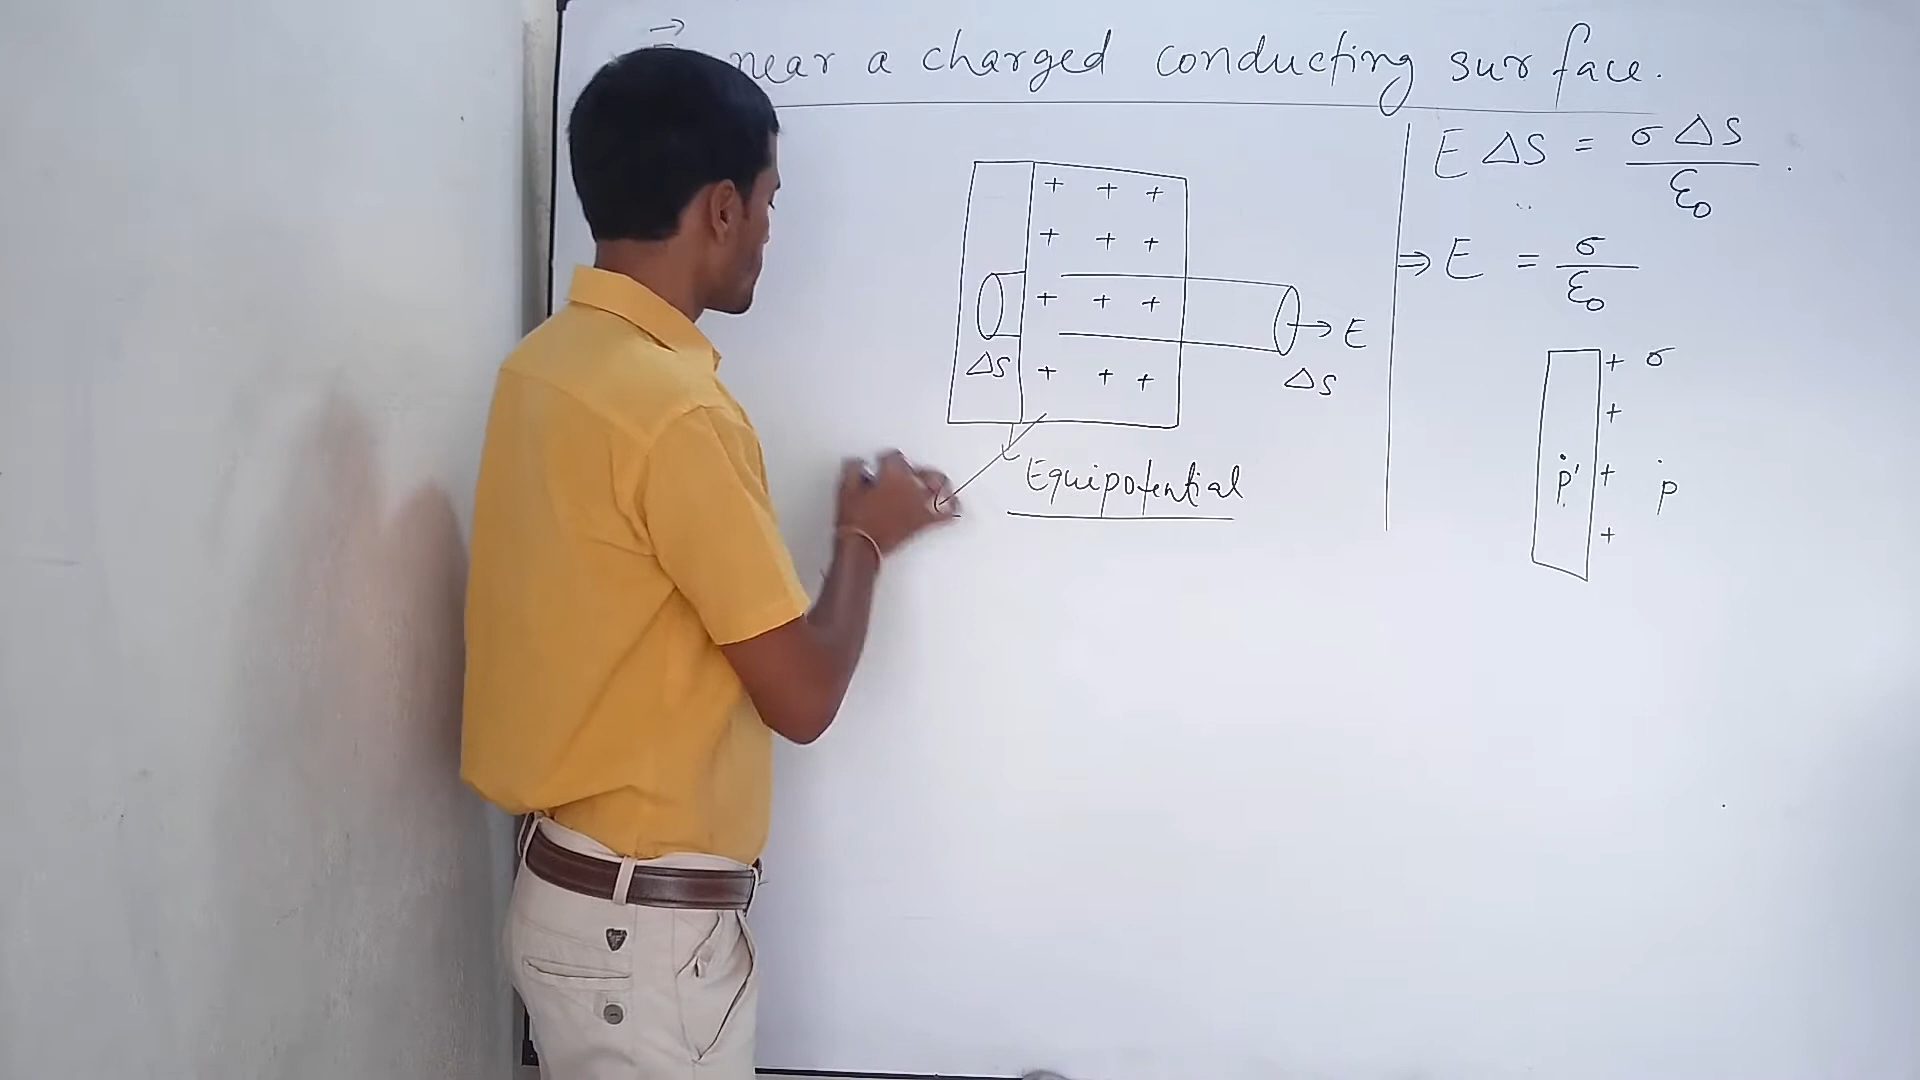 near a charged conducting surface.
E ΔS = σ ΔS / ε₀
⇒ E = σ / ε₀
+ + +
+ + +
+ + +
+ + +
→ E
ΔS
ΔS
Equipotential
+ σ
+
p' + p
+